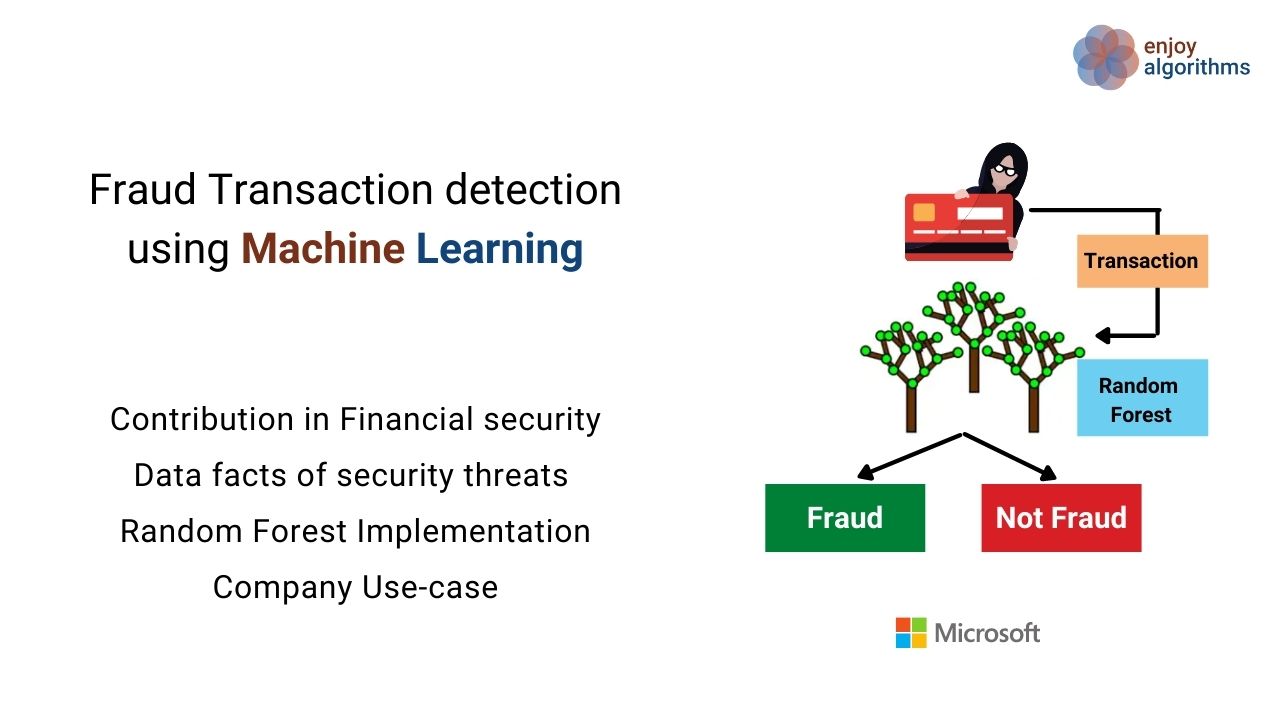 enjoy
algorithms
Fraud Transaction detection
using Machine Learning
Contribution in Financial security
Data facts of security threats
Random Forest Implementation
Company Use-case
Transaction
Random
Forest
Fraud
Not Fraud
Microsoft